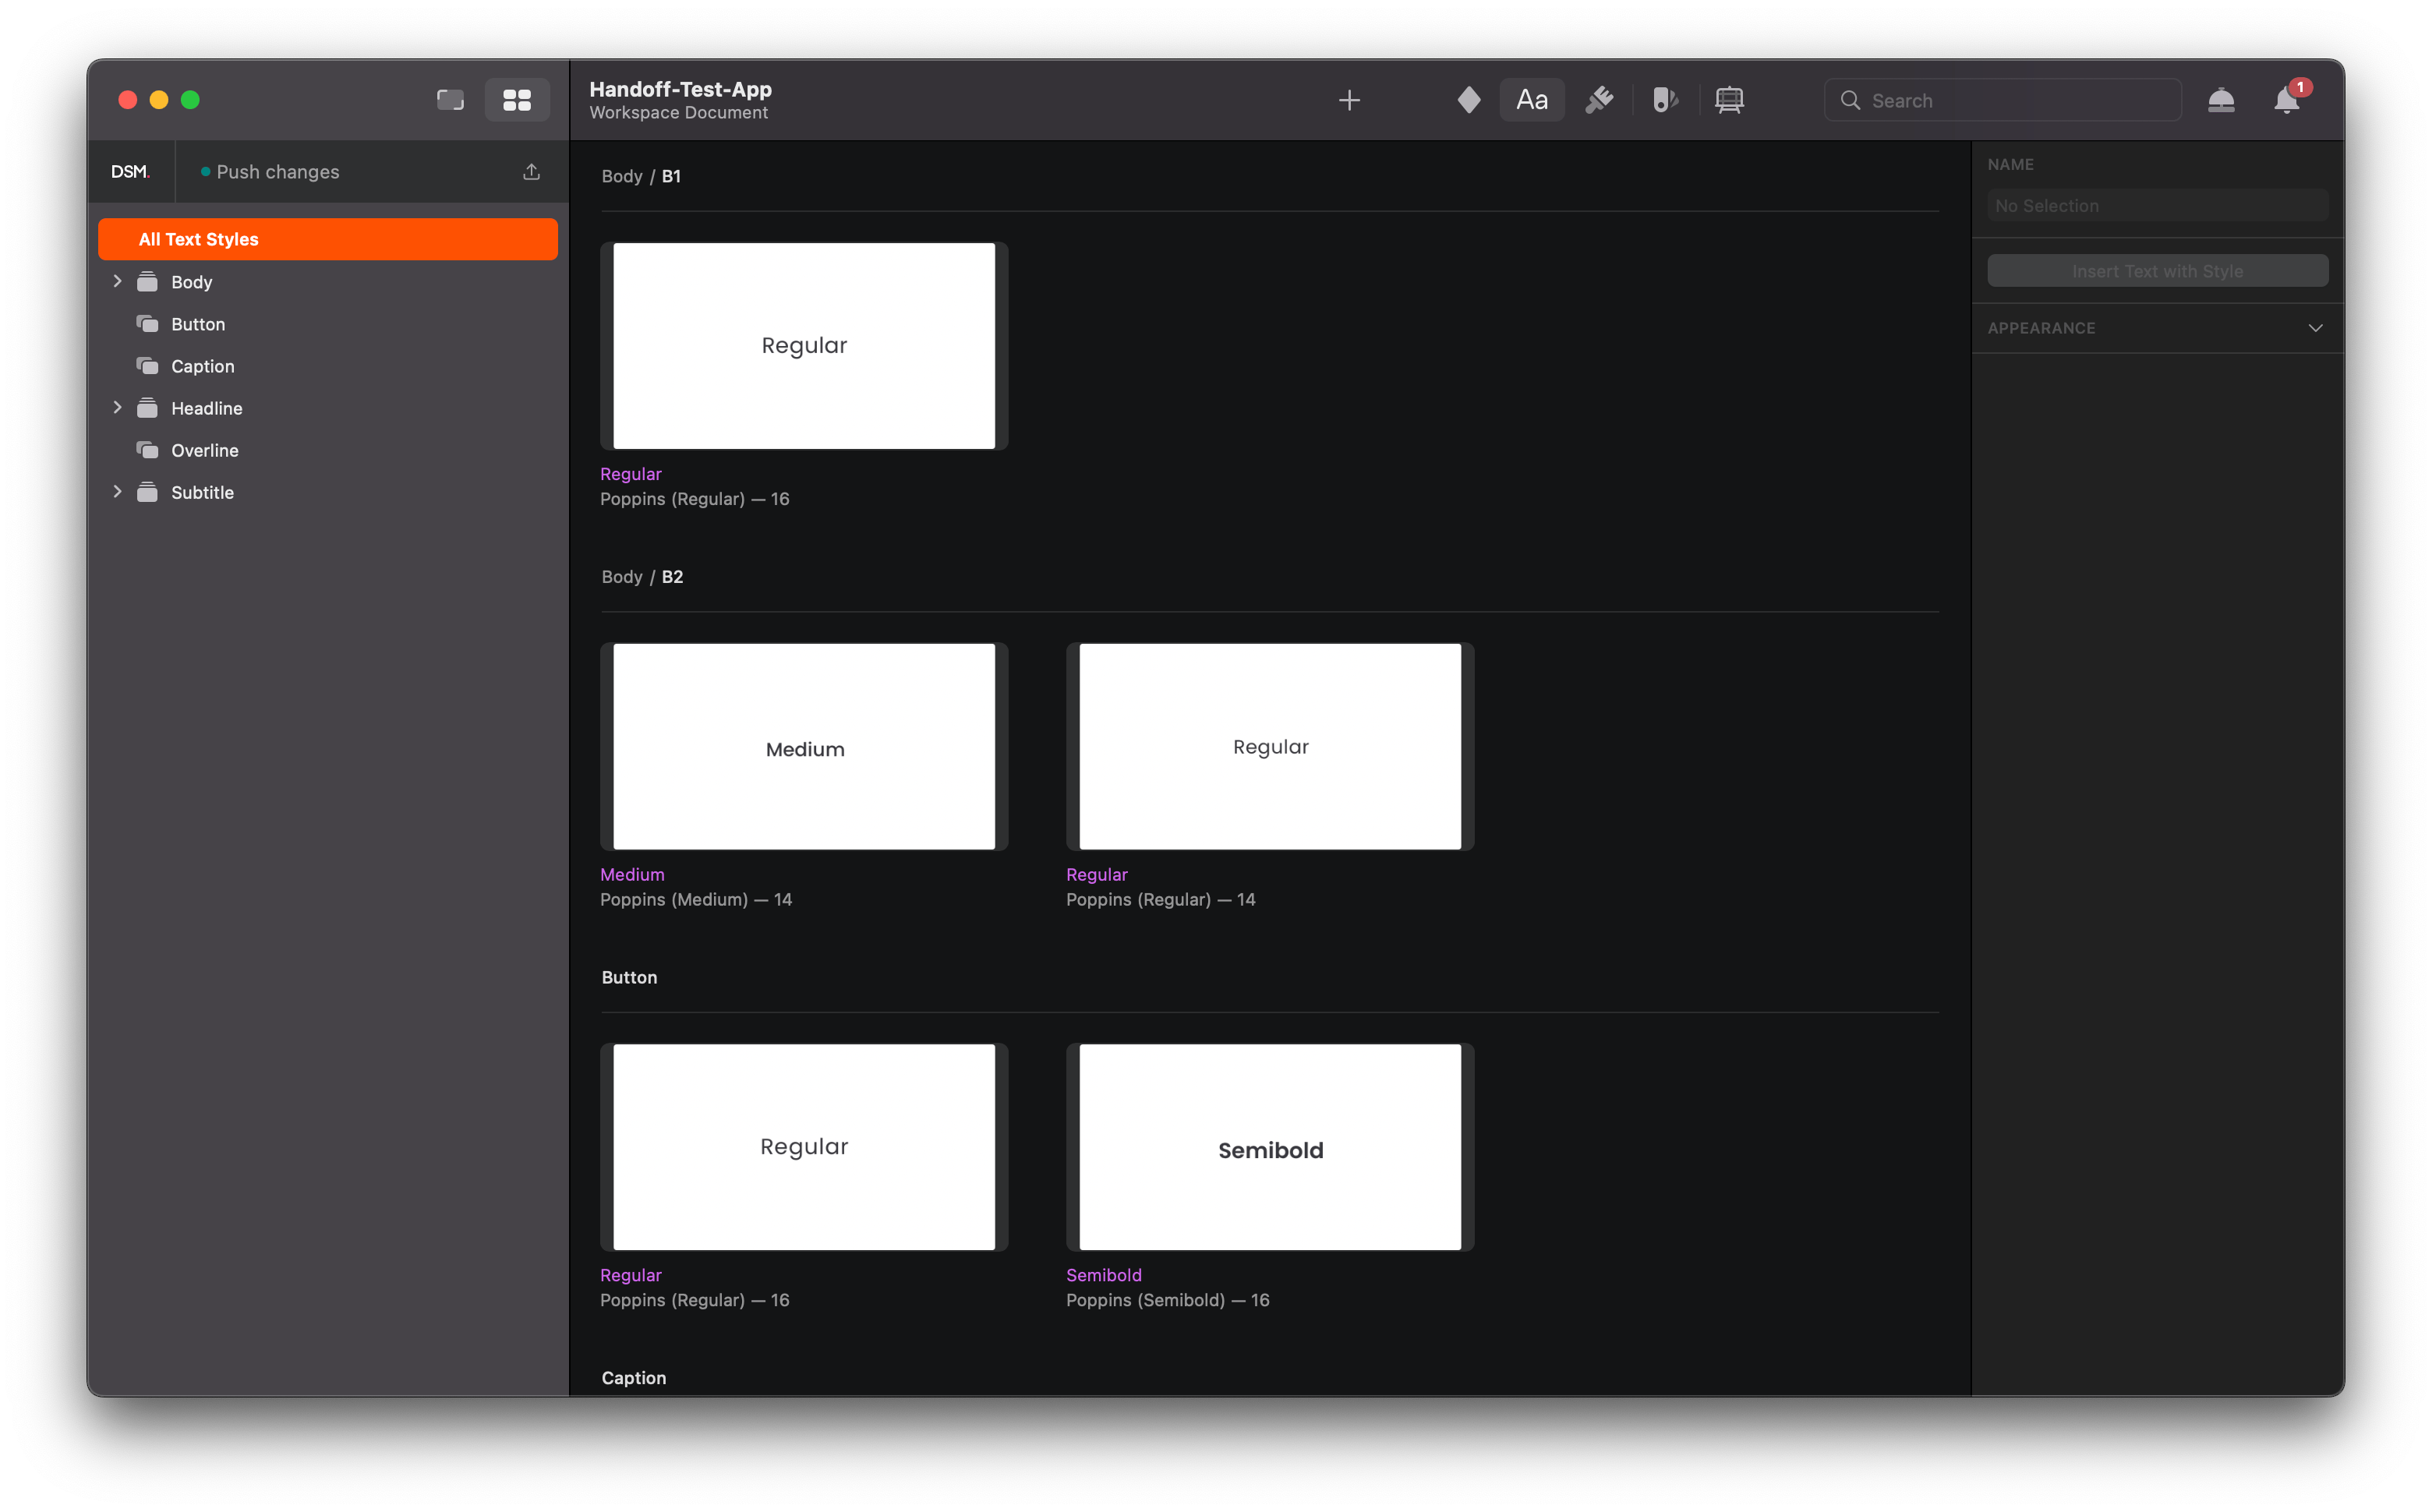 Handoff-Test-App
Workspace Document
Aa
Search
1
DSM.
Push changes
All Text Styles
Body
Button
Caption
Headline
Overline
Subtitle
Body / B1
Regular
Regular
Poppins (Regular) — 16
Body / B2
Medium
Medium
Poppins (Medium) — 14
Regular
Regular
Poppins (Regular) — 14
Button
Regular
Regular
Poppins (Regular) — 16
Semibold
Semibold
Poppins (Semibold) — 16
Caption
NAME
No Selection
Insert Text with Style
APPEARANCE